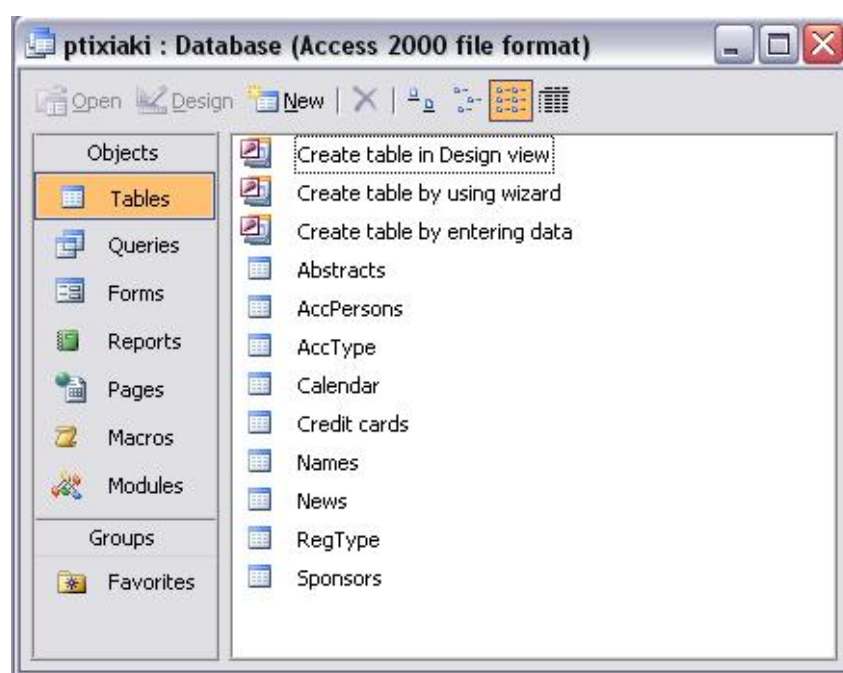 ptixiaki : Database (Access 2000 file format)
Open Design New
Objects
Tables
Queries
Forms
Reports
Pages
Macros
Modules
Groups
Favorites
Create table in Design view
Create table by using wizard
Create table by entering data
Abstracts
AccPersons
AccType
Calendar
Credit cards
Names
News
RegType
Sponsors